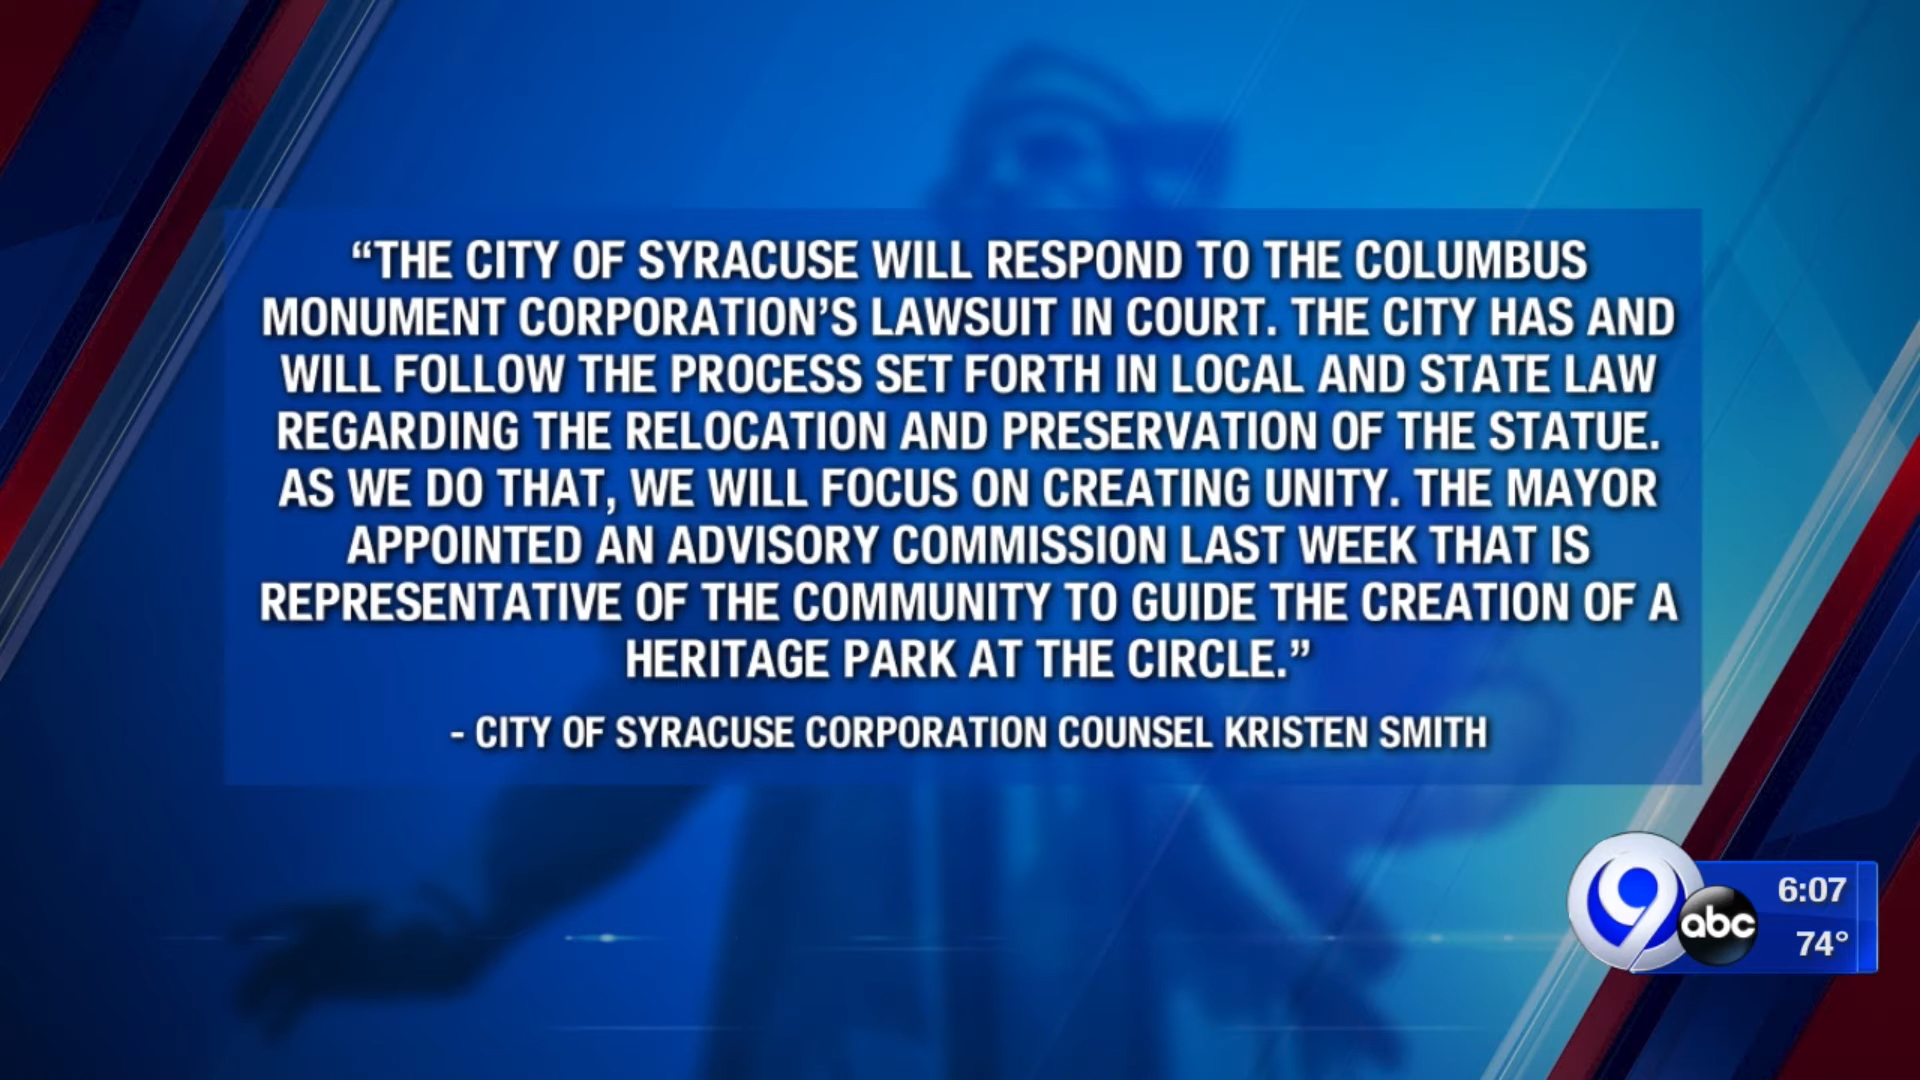 “THE CITY OF SYRACUSE WILL RESPOND TO THE COLUMBUS
MONUMENT CORPORATION’S LAWSUIT IN COURT. THE CITY HAS AND
WILL FOLLOW THE PROCESS SET FORTH IN LOCAL AND STATE LAW
REGARDING THE RELOCATION AND PRESERVATION OF THE STATUE.
AS WE DO THAT, WE WILL FOCUS ON CREATING UNITY. THE MAYOR
APPOINTED AN ADVISORY COMMISSION LAST WEEK THAT IS
REPRESENTATIVE OF THE COMMUNITY TO GUIDE THE CREATION OF A
HERITAGE PARK AT THE CIRCLE.”
- CITY OF SYRACUSE CORPORATION COUNSEL KRISTEN SMITH
9 abc 6:07
74°